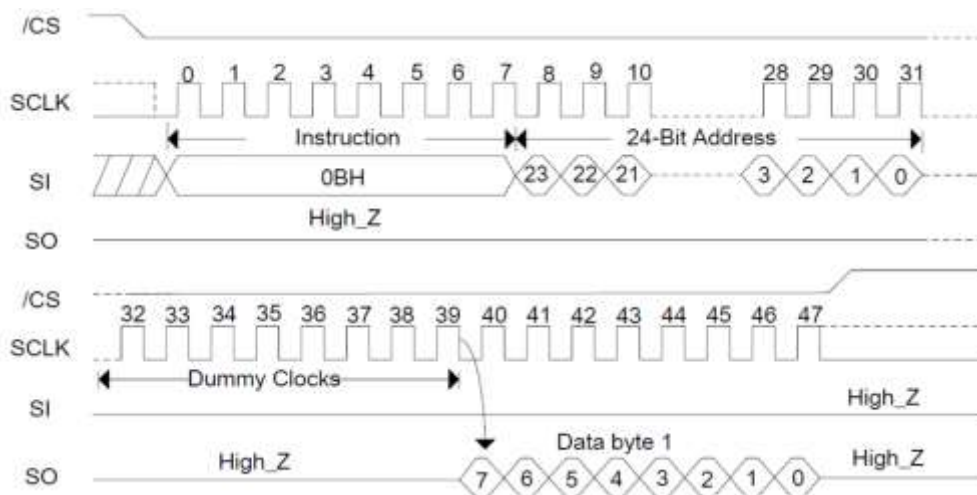 /CS
0 1 2 3 4 5 6 7 8 9 10 28 29 30 31
SCLK
Instruction 24-Bit Address
SI 0BH 23 22 21 3 2 1 0
High_Z
SO
/CS
32 33 34 35 36 37 38 39 40 41 42 43 44 45 46 47
SCLK
Dummy Clocks
SI High_Z
Data byte 1
SO High_Z 7 6 5 4 3 2 1 0 High_Z